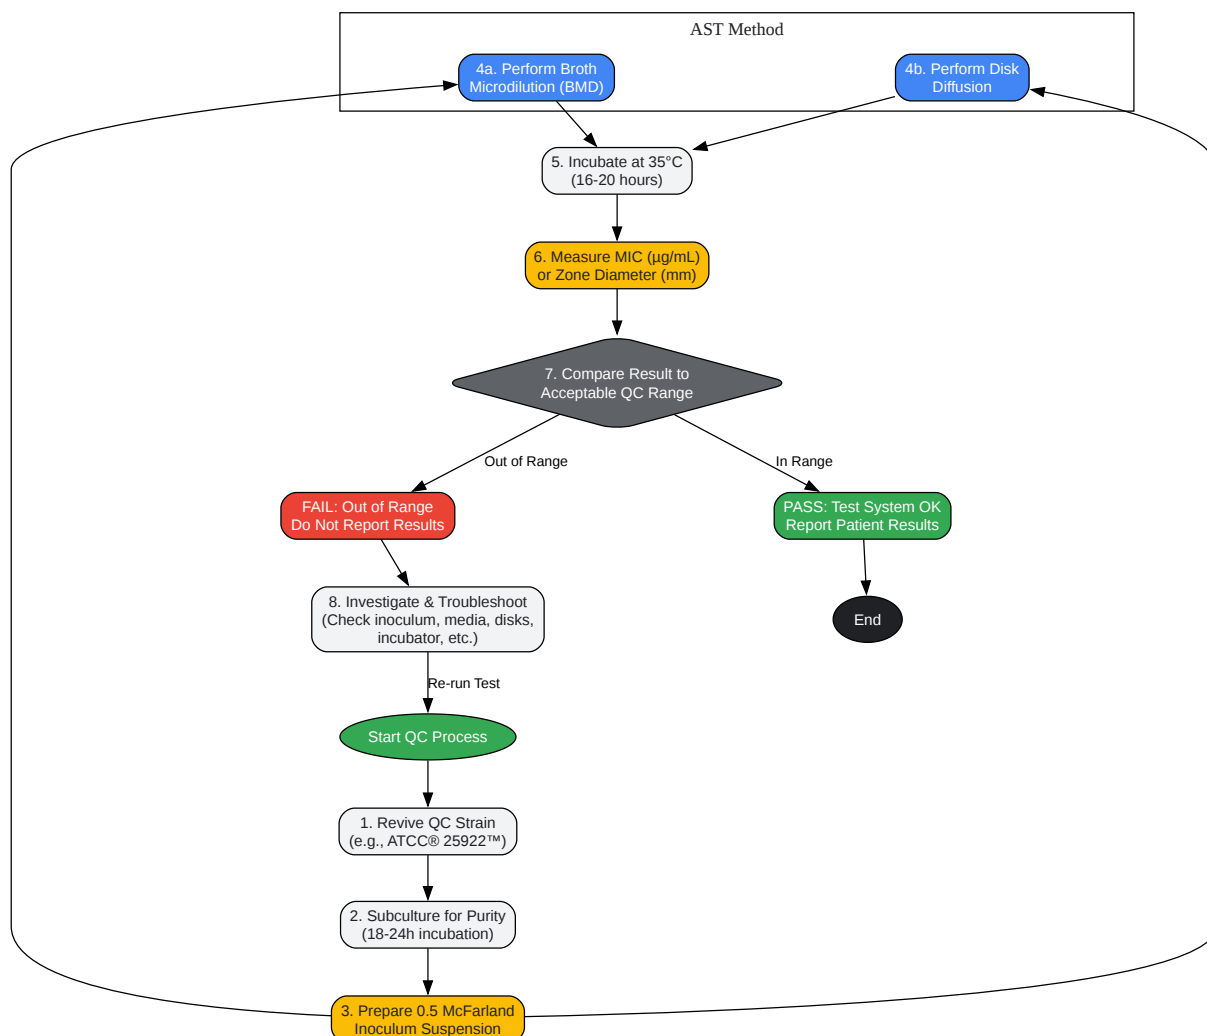 AST Method
4a. Perform Broth
Microdilution (BMD)
4b. Perform Disk
Diffusion
5. Incubate at 35°C
(16-20 hours)
6. Measure MIC (µg/mL)
or Zone Diameter (mm)
7. Compare Result to
Acceptable QC Range
Out of Range
In Range
FAIL: Out of Range
Do Not Report Results
PASS: Test System OK
Report Patient Results
8. Investigate & Troubleshoot
(Check inoculum, media, disks,
incubator, etc.)
End
Re-run Test
Start QC Process
1. Revive QC Strain
(e.g., ATCC® 25922™)
2. Subculture for Purity
(18-24h incubation)
3. Prepare 0.5 McFarland
Inoculum Suspension